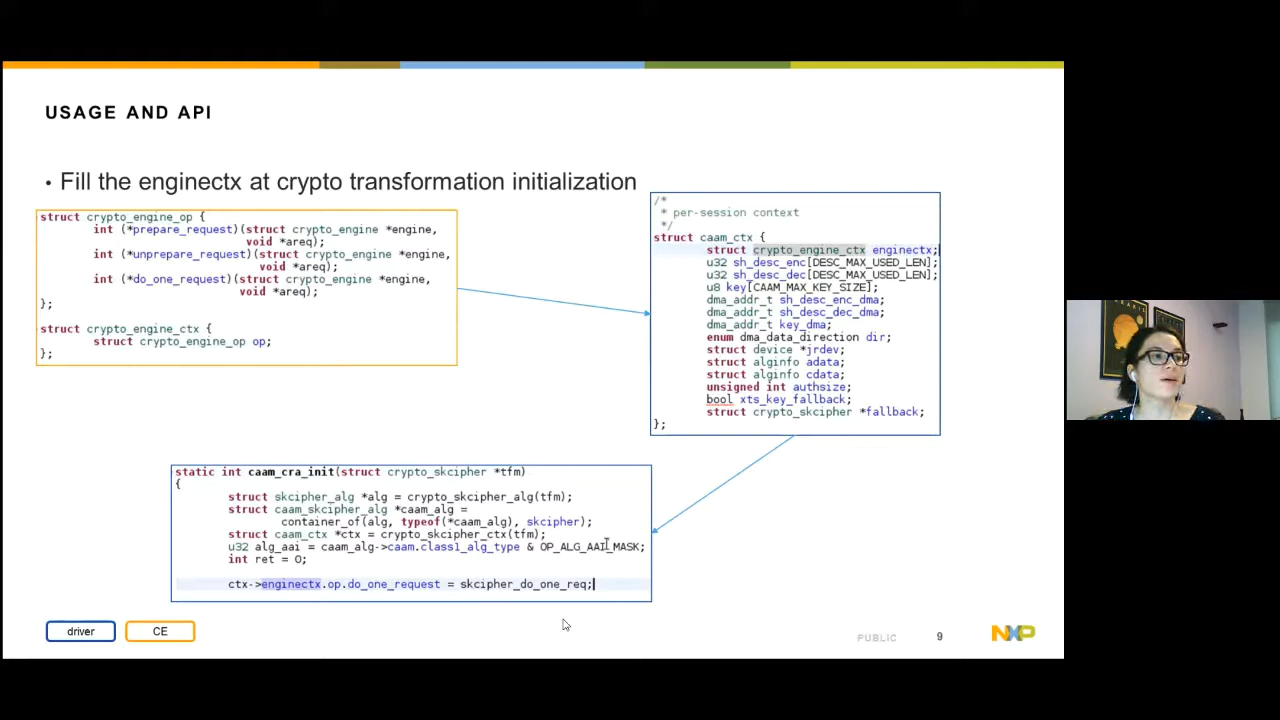 USAGE AND API
• Fill the enginectx at crypto transformation initialization
struct crypto_engine_op {
int (*prepare_request)(struct crypto_engine *engine,
void *areq);
int (*unprepare_request)(struct crypto_engine *engine,
void *areq);
int (*do_one_request)(struct crypto_engine *engine,
void *areq);
};
struct crypto_engine_ctx {
struct crypto_engine_op op;
};
/*
* per-session context
*/
struct caam_ctx {
struct crypto_engine_ctx enginectx;
u32 sh_desc_enc[DESC_MAX_USED_LEN];
u32 sh_desc_dec[DESC_MAX_USED_LEN];
u8 key[CAAM_MAX_KEY_SIZE];
dma_addr_t sh_desc_enc_dma;
dma_addr_t sh_desc_dec_dma;
dma_addr_t key_dma;
enum dma_data_direction dir;
struct device *jrdev;
struct alginfo adata;
struct alginfo cdata;
unsigned int authsize;
bool xts_key_fallback;
struct crypto_skcipher *fallback;
};
static int caam_cra_init(struct crypto_skcipher *tfm)
{
struct skcipher_alg *alg = crypto_skcipher_alg(tfm);
struct caam_skcipher_alg *caam_alg =
container_of(alg, typeof(*caam_alg), skcipher);
struct caam_ctx *ctx = crypto_skcipher_ctx(tfm);
u32 alg_aai = caam_alg->caam.class1_alg_type & OP_ALG_AAI_MASK;
int ret = 0;
ctx->enginectx.op.do_one_request = skcipher_do_one_req;
driver
CE
PUBLIC
9
NXP